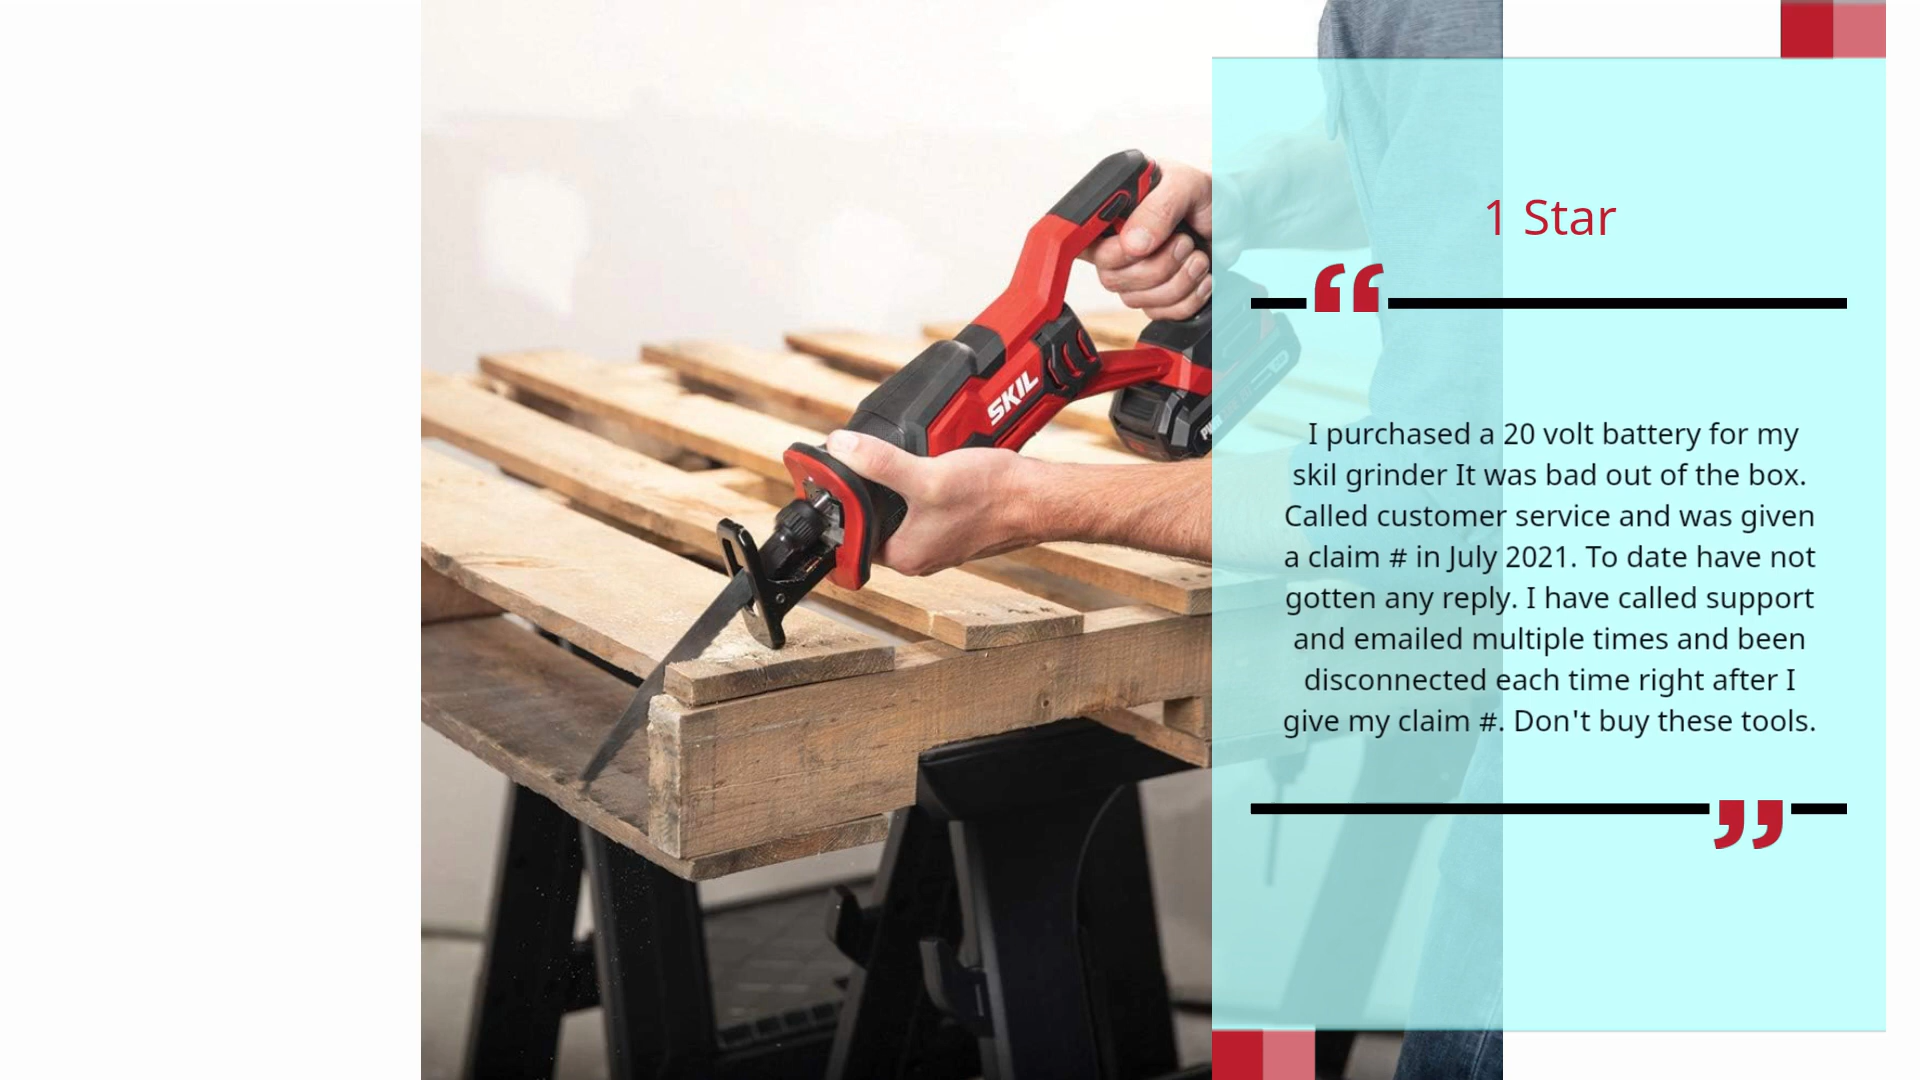 1 Star
“
I purchased a 20 volt battery for my
skil grinder It was bad out of the box.
Called customer service and was given
a claim # in July 2021. To date have not
gotten any reply. I have called support
and emailed multiple times and been
disconnected each time right after I
give my claim #. Don't buy these tools.
”
SKIL